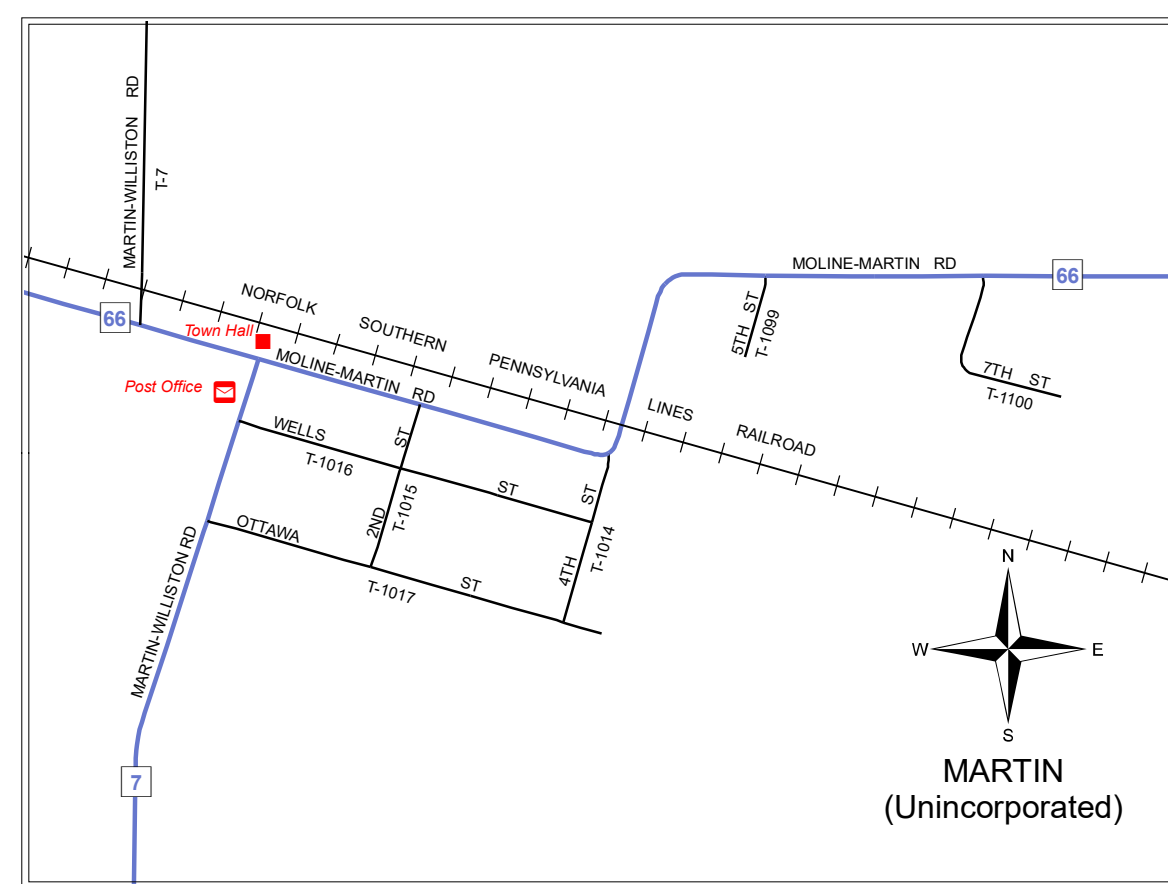 MARTIN-WILLISTON RD
T-7
66
Town Hall
Post Office
NORFOLK SOUTHERN PENNSYLVANIA LINES RAILROAD
MOLINE-MARTIN RD
MOLINE-MARTIN RD
66
5TH ST
T-1099
7TH ST
T-1100
WELLS ST
T-1016
2ND ST
T-1015
4TH ST
T-1014
OTTAWA ST
T-1017
MARTIN-WILLISTON RD
7
N
W
E
S
MARTIN
(Unincorporated)